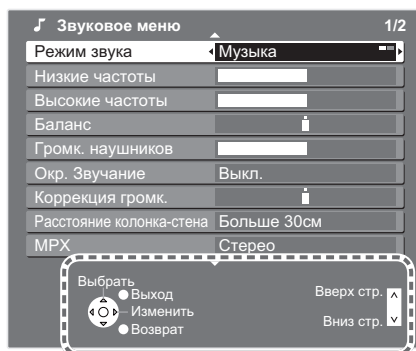 Звуковое меню 1/2
Режим звука Музыка
Низкие частоты
Высокие частоты
Баланс
Громк. наушников
Окр. Звучание Выкл.
Коррекция громк.
Расстояние колонка-стена Больше 30см
MPX Стерео
Выбрать
Выход
Изменить
Возврат
Вверх стр.
Вниз стр.